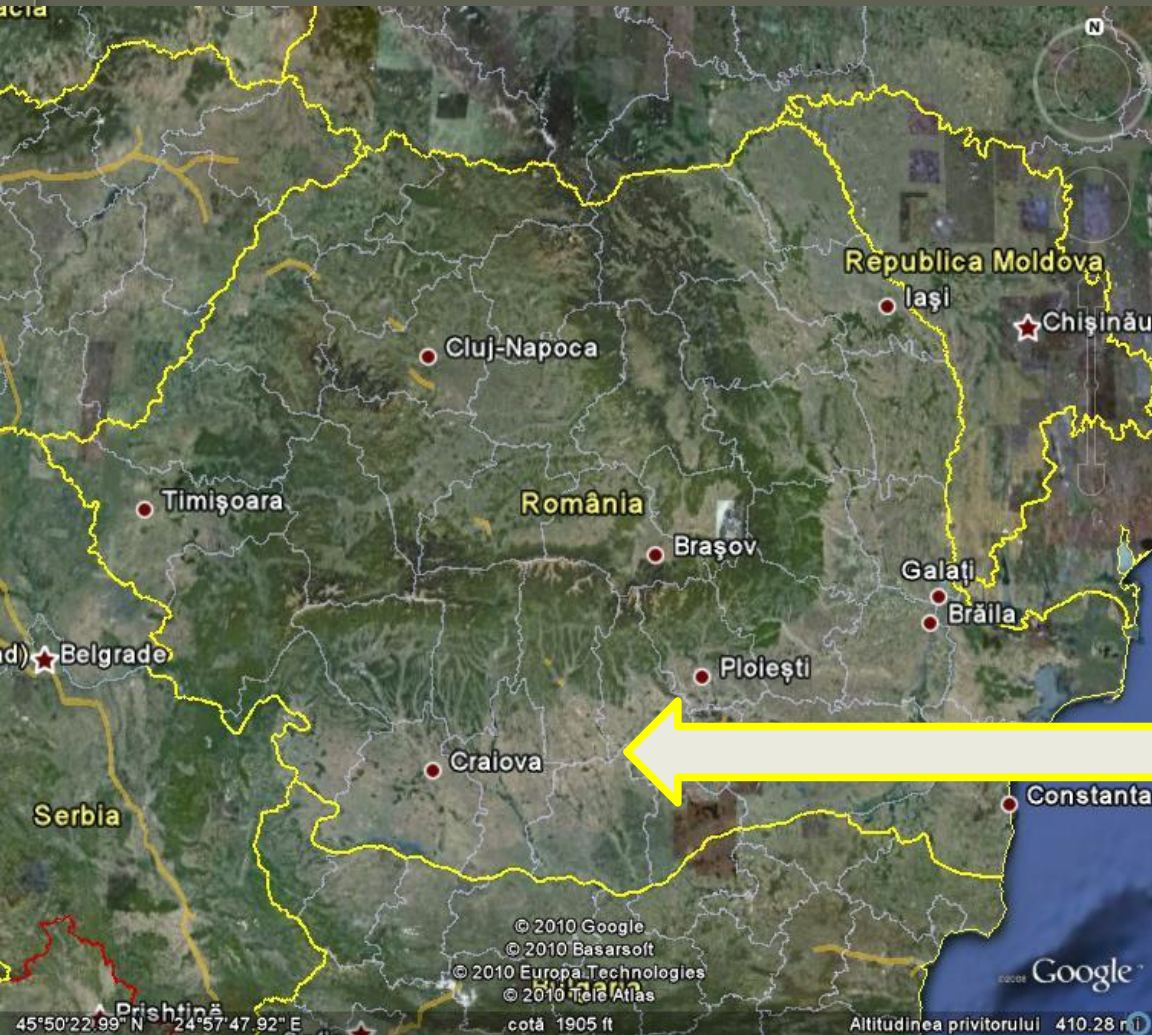 N
Republica Moldova
Iaşi
Chişinău
Cluj-Napoca
Timişoara
România
Braşov
Galaţi
Brăila
Belgrade
Ploieşti
Craiova
Constanta
Serbia
© 2010 Google
© 2010 Basarsoft
© 2010 Europa Technologies
© 2010 Tele Atlas
Google
Prishtinë
45°50'22.99" N 24°57'47.92" E
cotă 1905 ft
Altitudinea privitorului 410.28 mi